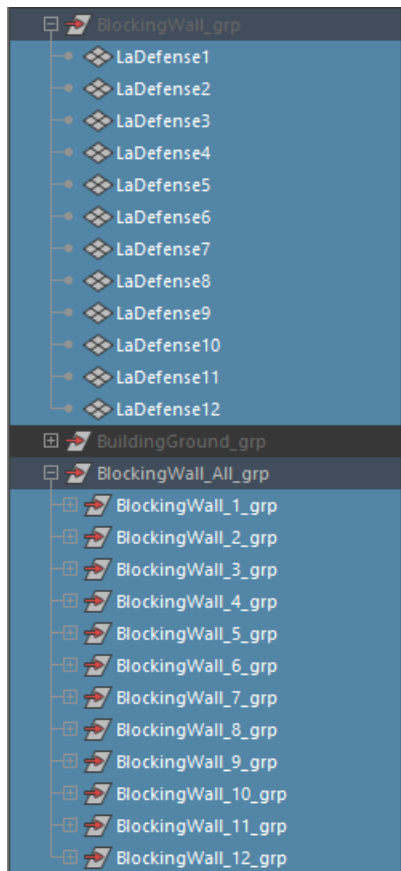 BlockingWall_grp
LaDefense1
LaDefense2
LaDefense3
LaDefense4
LaDefense5
LaDefense6
LaDefense7
LaDefense8
LaDefense9
LaDefense10
LaDefense11
LaDefense12
BuildingGround_grp
BlockingWall_All_grp
BlockingWall_1_grp
BlockingWall_2_grp
BlockingWall_3_grp
BlockingWall_4_grp
BlockingWall_5_grp
BlockingWall_6_grp
BlockingWall_7_grp
BlockingWall_8_grp
BlockingWall_9_grp
BlockingWall_10_grp
BlockingWall_11_grp
BlockingWall_12_grp